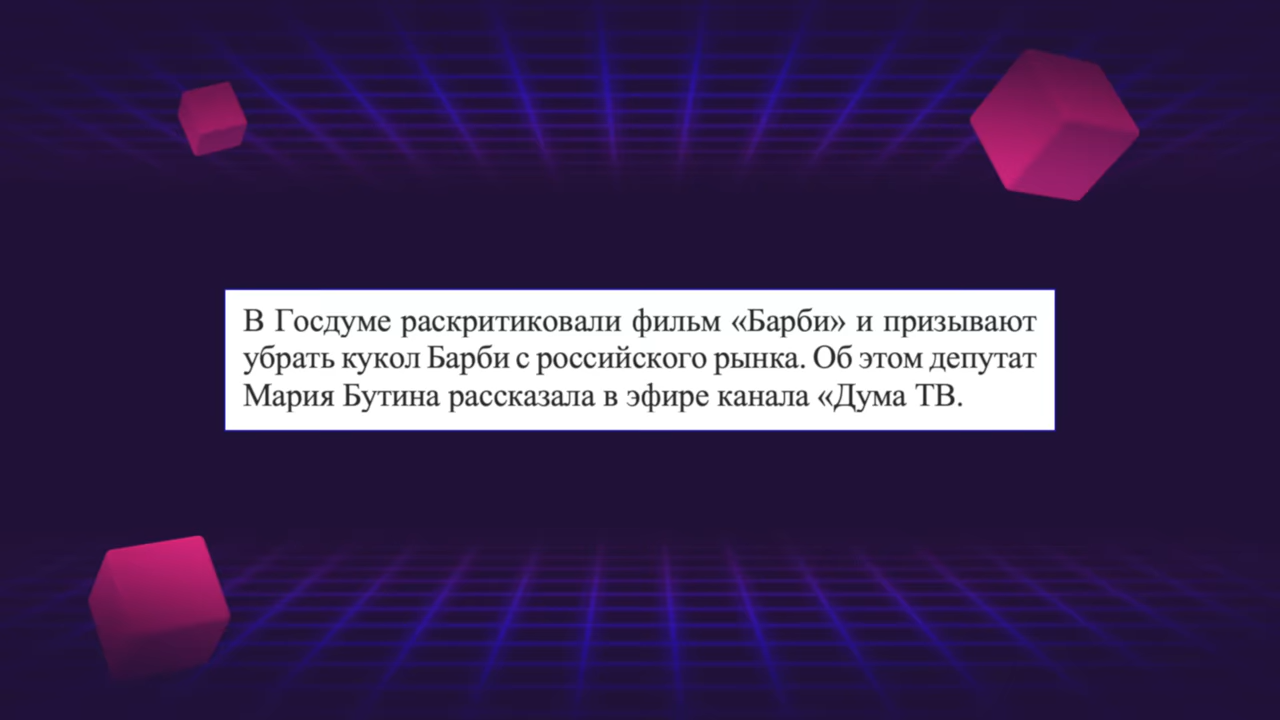 В Госдуме раскритиковали фильм «Барби» и призывают
убрать кукол Барби с российского рынка. Об этом депутат
Мария Бутина рассказала в эфире канала «Дума ТВ.